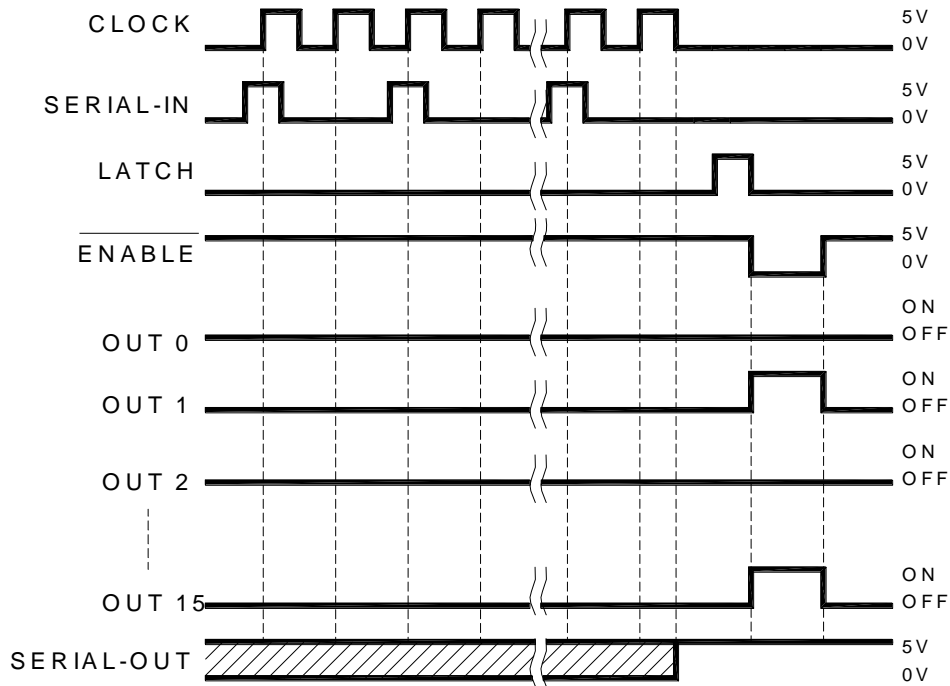 CLOCK
5V
0V
SERIAL-IN
5V
0V
LATCH
5V
0V
ENABLE
5V
0V
OUT 0
ON
OFF
OUT 1
ON
OFF
OUT 2
ON
OFF
OUT 15
ON
OFF
SERIAL-OUT
5V
0V